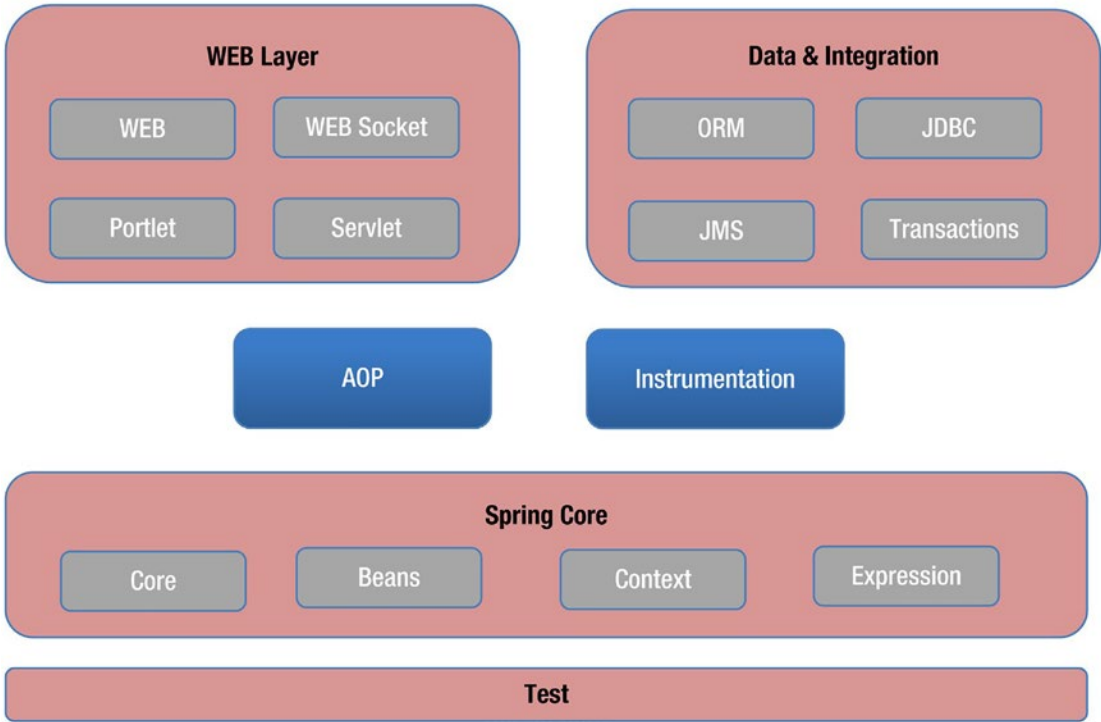 WEB Layer
WEB
WEB Socket
Portlet
Servlet
Data & Integration
ORM
JDBC
JMS
Transactions
AOP
Instrumentation
Spring Core
Core
Beans
Context
Expression
Test